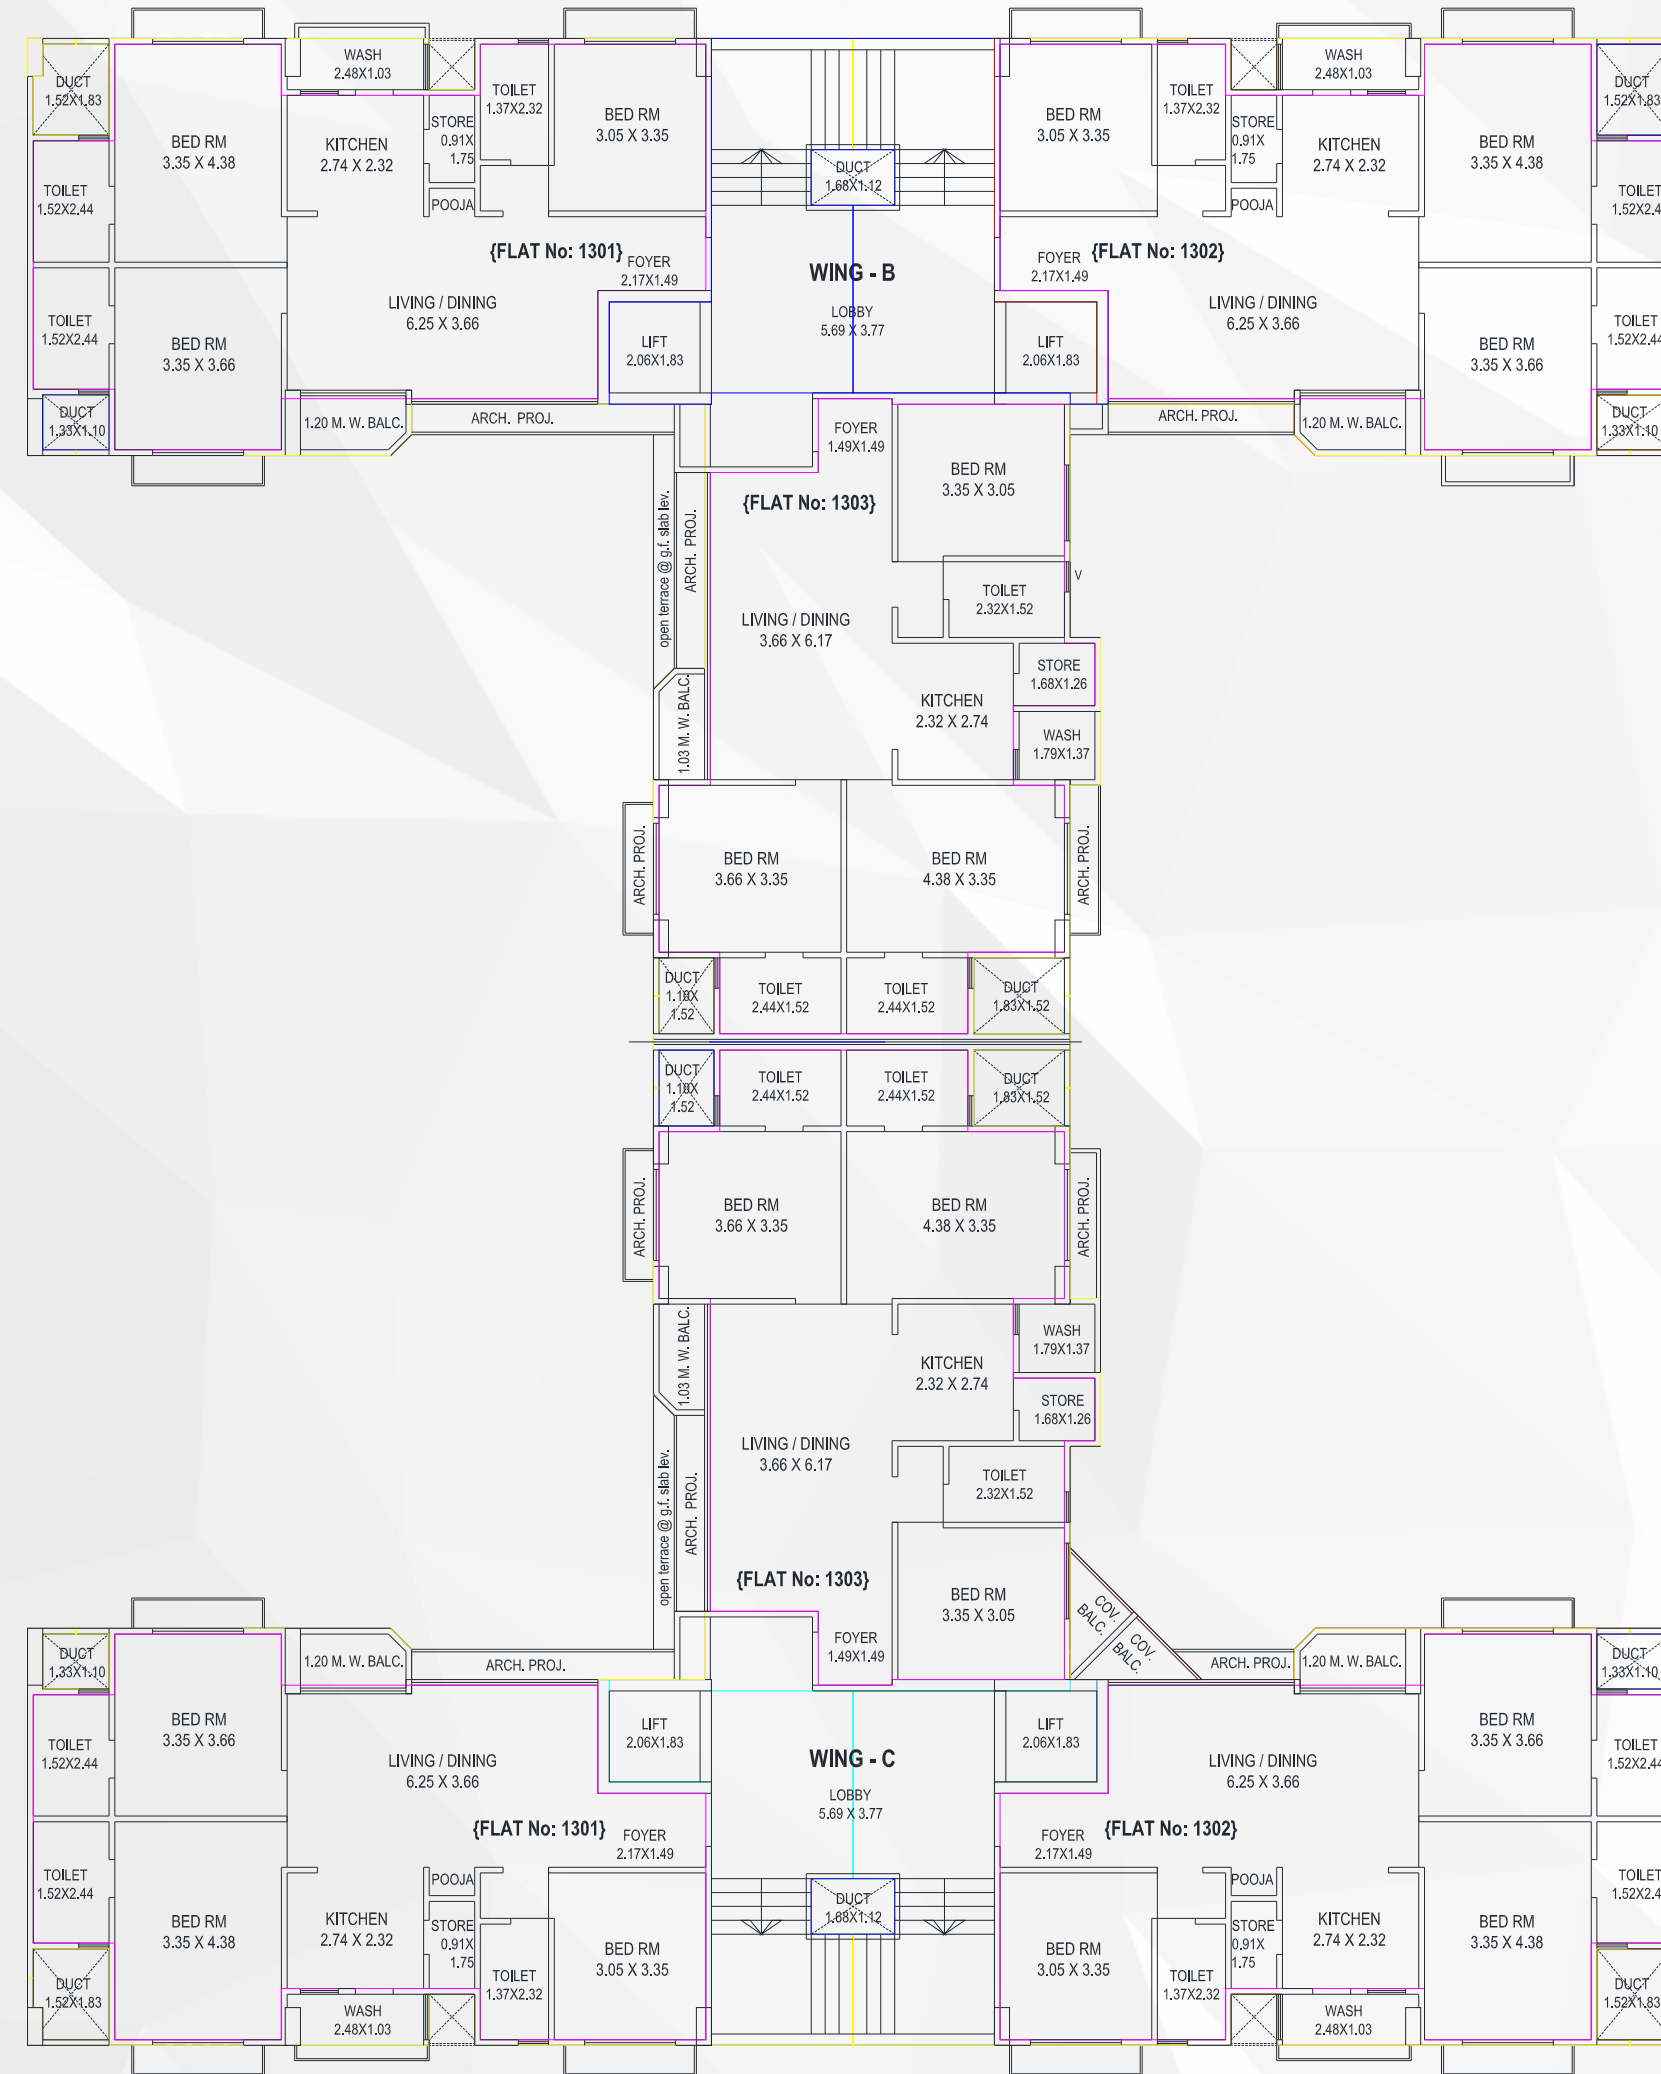 DUCT
1.52X1.83
BED RM
3.35 X 4.38
TOILET
1.52X2.44
WASH
2.48X1.03
KITCHEN
2.74 X 2.32
STORE
0.91X
1.75
POOJA
TOILET
1.37X2.32
BED RM
3.05 X 3.35
{FLAT No: 1301}
FOYER
2.17X1.49
LIVING / DINING
6.25 X 3.66
LIFT
2.06X1.83
TOILET
1.52X2.44
BED RM
3.35 X 3.66
DUCT
1.33X1.10
1.20 M. W. BALC.
ARCH. PROJ.
DUCT
1.68X1.12
WING - B
LOBBY
5.69 X 3.77
BED RM
3.05 X 3.35
TOILET
1.37X2.32
STORE
0.91X
1.75
POOJA
WASH
2.48X1.03
KITCHEN
2.74 X 2.32
BED RM
3.35 X 4.38
DUCT
1.52X1.83
TOILET
1.52X2.4
FOYER
2.17X1.49
{FLAT No: 1302}
LIVING / DINING
6.25 X 3.66
LIFT
2.06X1.83
BED RM
3.35 X 3.66
TOILET
1.52X2.44
DUCT
1.33X1.10
ARCH. PROJ.
1.20 M. W. BALC.
FOYER
1.49X1.49
BED RM
3.35 X 3.05
{FLAT No: 1303}
open terrace @ g.f. slab lev.
ARCH. PROJ.
TOILET
2.32X1.52
V
LIVING / DINING
3.66 X 6.17
STORE
1.68X1.26
1.03 M. W. BALC.
KITCHEN
2.32 X 2.74
WASH
1.79X1.37
ARCH. PROJ.
BED RM
3.66 X 3.35
BED RM
4.38 X 3.35
ARCH. PROJ.
DUCT
1.52
TOILET
2.44X1.52
TOILET
2.44X1.52
DUCT
1.83X1.52
DUCT
1.52
TOILET
2.44X1.52
TOILET
2.44X1.52
DUCT
1.83X1.52
ARCH. PROJ.
BED RM
3.66 X 3.35
BED RM
4.38 X 3.35
ARCH. PROJ.
1.03 M. W. BALC.
KITCHEN
2.32 X 2.74
WASH
1.79X1.37
STORE
1.68X1.26
LIVING / DINING
3.66 X 6.17
TOILET
2.32X1.52
open terrace @ g.f. slab lev.
ARCH. PROJ.
{FLAT No: 1303}
BED RM
3.35 X 3.05
COV.
BALC.
COV.
BALC.
FOYER
1.49X1.49
DUCT
1.33X1.10
1.20 M. W. BALC.
ARCH. PROJ.
BED RM
3.35 X 3.66
TOILET
1.52X2.44
LIVING / DINING
6.25 X 3.66
LIFT
2.06X1.83
{FLAT No: 1301}
FOYER
2.17X1.49
TOILET
1.52X2.44
BED RM
3.35 X 4.38
DUCT
1.52X1.83
KITCHEN
2.74 X 2.32
POOJA
STORE
0.91X
1.75
WASH
2.48X1.03
TOILET
1.37X2.32
BED RM
3.05 X 3.35
WING - C
LOBBY
5.69 X 3.77
DUCT
1.68X1.12
ARCH. PROJ.
1.20 M. W. BALC.
DUCT
1.33X1.10
LIFT
2.06X1.83
LIVING / DINING
6.25 X 3.66
BED RM
3.35 X 3.66
TOILET
1.52X2.44
FOYER
2.17X1.49
{FLAT No: 1302}
BED RM
3.05 X 3.35
TOILET
1.37X2.32
POOJA
STORE
0.91X
1.75
KITCHEN
2.74 X 2.32
WASH
2.48X1.03
BED RM
3.35 X 4.38
TOILET
1.52X2.4
DUCT
1.52X1.83